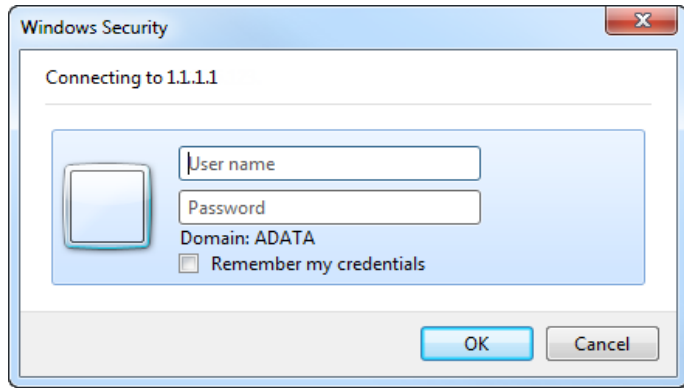 Windows Security
Connecting to 1.1.1.1
User name
Password
Domain: ADATA
Remember my credentials
OK
Cancel